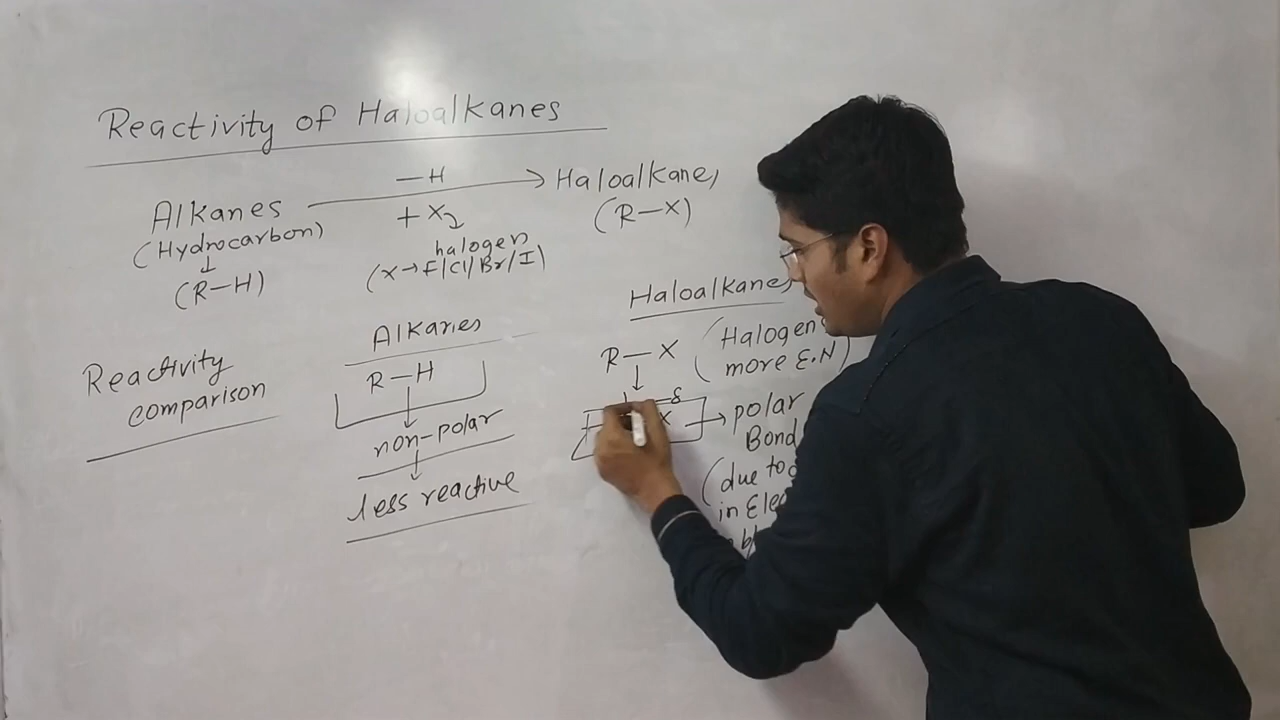 Reactivity of Haloalkanes
Alkanes —H → Haloalkanes
+ X2
(Hydrocarbon) halogen (R—X)
↓
(R—H) (X→F/Cl/Br/I)
Reactivity
comparison
Alkanes
R—H
↓
non-polar
↓
less reactive
Haloalkanes
R—X (Halogen
more E.N)
↓
X → polar
Bond
(due to
in
b/